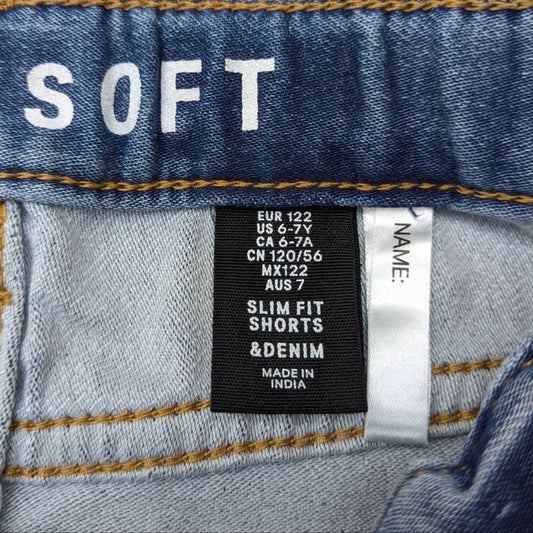 SOFT
EUR 122
US 6-7Y
CA 6-7A
CN 120/56
MX122
AUS 7
SLIM FIT
SHORTS
&DENIM
MADE IN
INDIA
NAME: